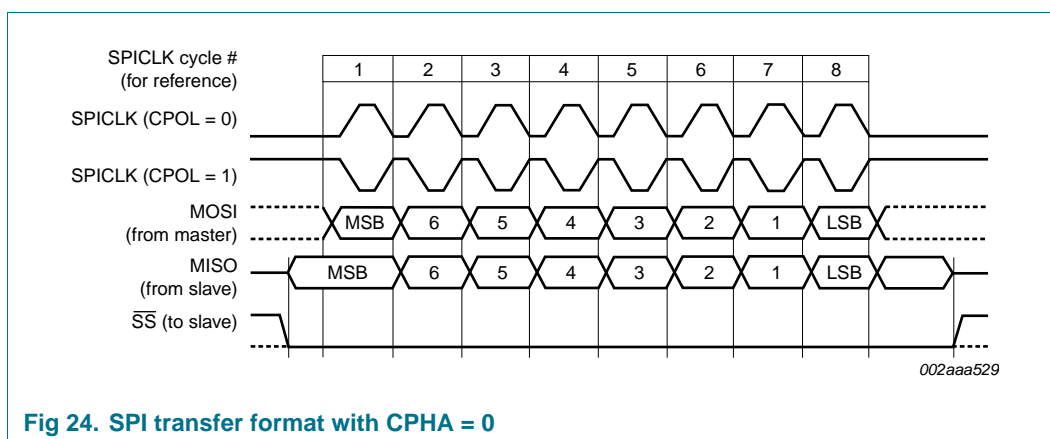 SPICLK cycle #
(for reference)
1 2 3 4 5 6 7 8
SPICLK (CPOL = 0)
SPICLK (CPOL = 1)
MOSI
(from master)
MSB 6 5 4 3 2 1 LSB
MISO
(from slave)
MSB 6 5 4 3 2 1 LSB
S̅S̅ (to slave)
002aaa529
Fig 24. SPI transfer format with CPHA = 0